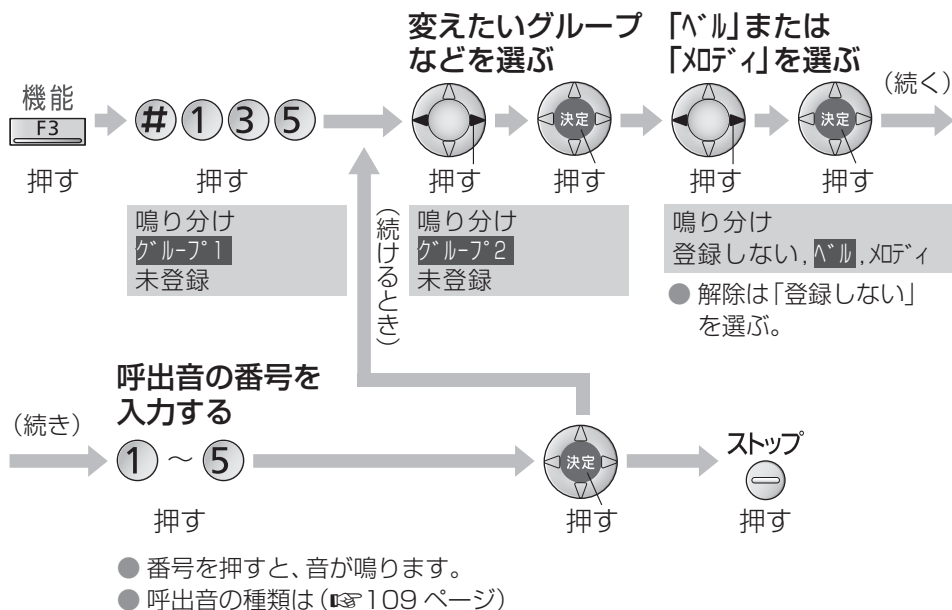 機能
F3
押す
#135
押す
鳴り分け
グループ1
未登録
変えたいグループ
などを選ぶ
決定
押す
押す
鳴り分け
グループ2
未登録
「ベル」または
「メロディ」を選ぶ
決定
押す
押す
(続く)
鳴り分け
登録しない,ベル,メロディ
● 解除は「登録しない」
を選ぶ。
(続けるとき)
(続き)
呼出音の番号を
入力する
1~5
押す
決定
押す
ストップ
押す
● 番号を押すと、音が鳴ります。
● 呼出音の種類は(☞109 ページ)